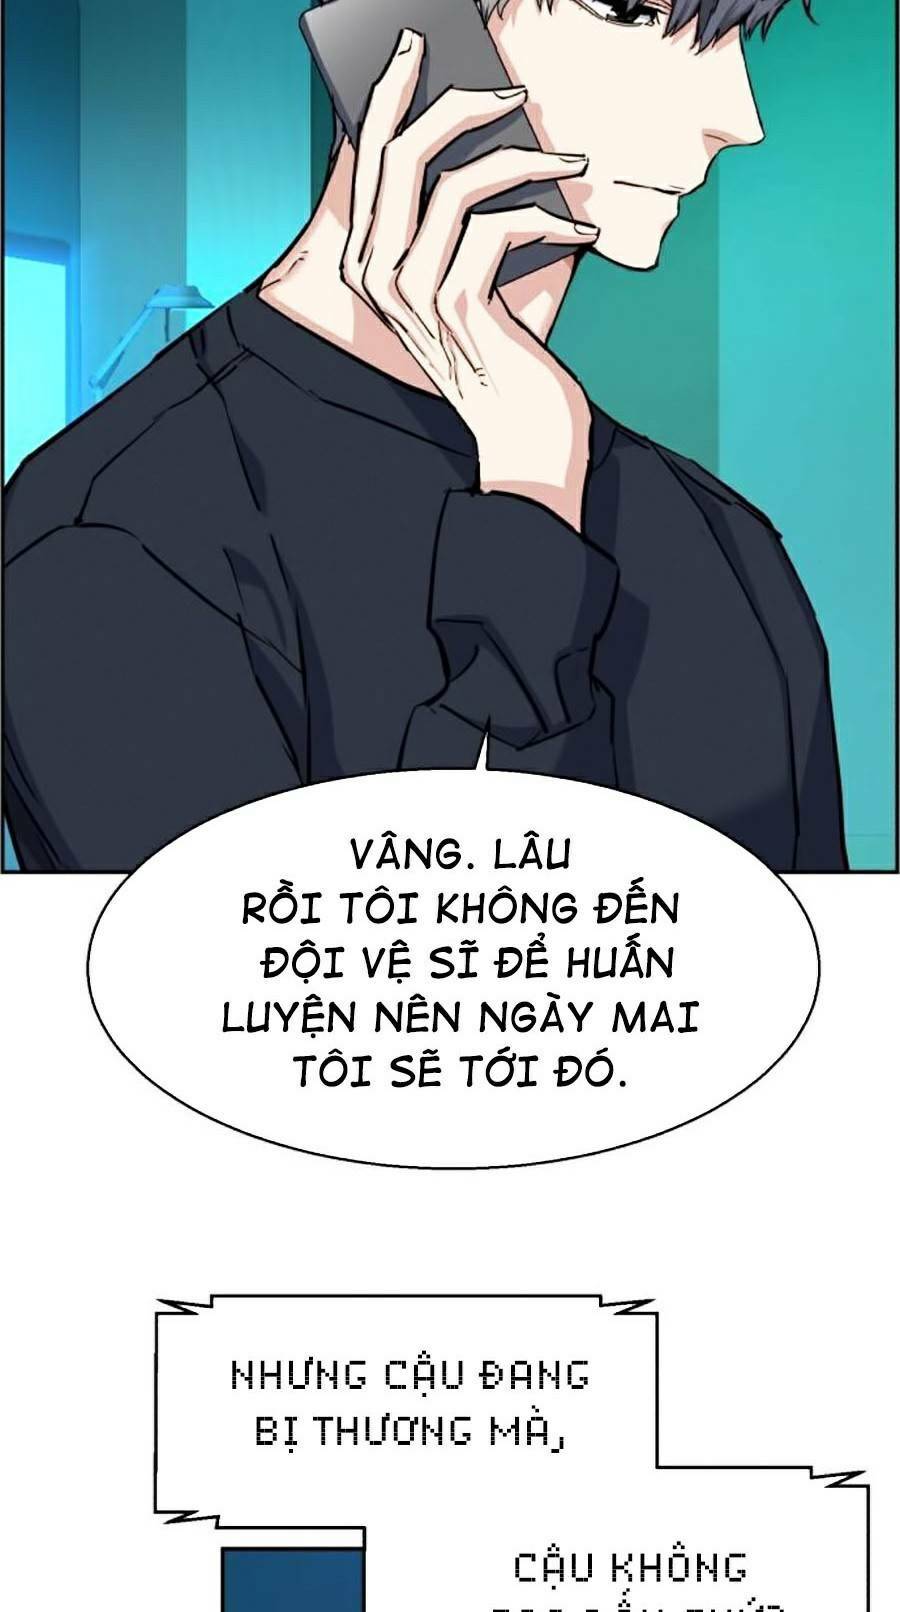 VÂNG. LÂU
RỒI TÔI KHÔNG ĐẾN
ĐỘI VỆ SĨ ĐỂ HUẤN
LUYỆN NÊN NGÀY MAI
TÔI SẼ TỚI ĐÓ.
NHƯNG CẬU ĐANG
BỊ THƯƠNG MÀ,
CẬU KHÔNG